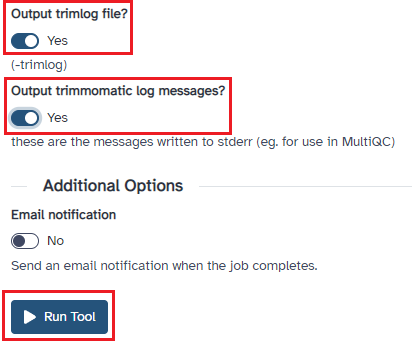 Output trimlog file?
Yes
(-trimlog)
Output trimmomatic log messages?
Yes
these are the messages written to stderr (eg. for use in MultiQC)
Additional Options
Email notification
No
Send an email notification when the job completes.
Run Tool